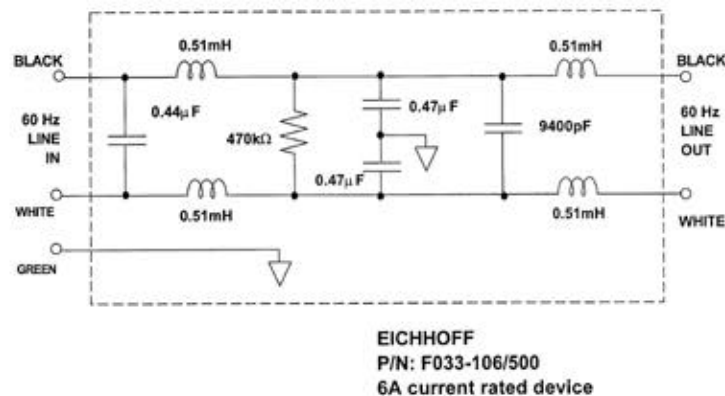 0.51mH
0.51mH
BLACK
BLACK
0.44µF
0.47µF
60 Hz
LINE
IN
470kΩ
9400pF
60 Hz
LINE
OUT
0.47µF
WHITE
0.51mH
0.51mH
WHITE
GREEN
EICHHOFF
P/N: F033-106/500
6A current rated device